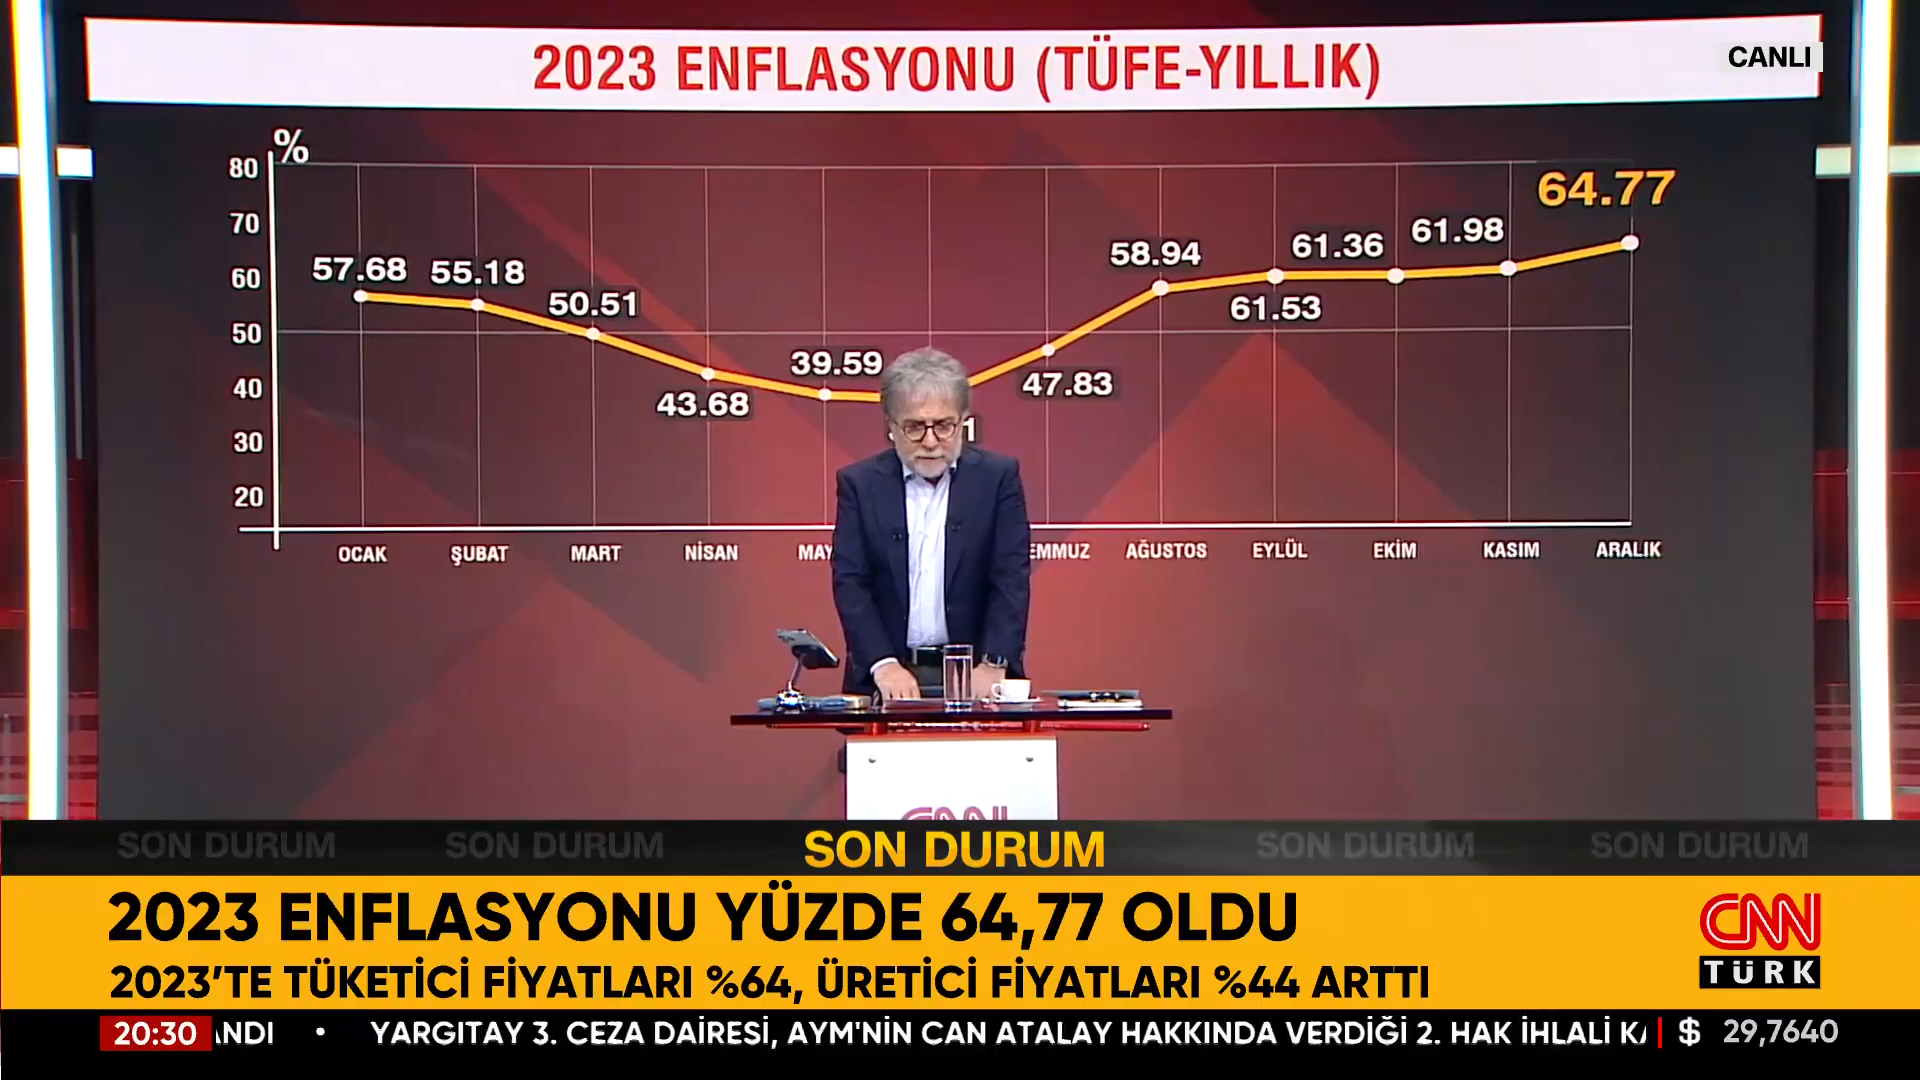 2023 ENFLASYONU (TÜFE-YILLIK)
CANLI
%
80
70
60
50
40
30
20
57.68
55.18
50.51
43.68
39.59
47.83
58.94
61.53
61.36
61.98
64.77
OCAK ŞUBAT MART NİSAN AĞUSTOS EYLÜL EKİM KASIM ARALIK
SON DURUM SON DURUM SON DURUM SON DURUM SON DURUM
2023 ENFLASYONU YÜZDE 64,77 OLDU
2023'TE TÜKETİCİ FİYATLARI %64, ÜRETİCİ FİYATLARI %44 ARTTI
CNN
TÜRK
20:30 ANDI • YARGITAY 3. CEZA DAİRESİ, AYM'NİN CAN ATALAY HAKKINDA VERDİĞİ 2. HAK İHLALİ $ 29,7640